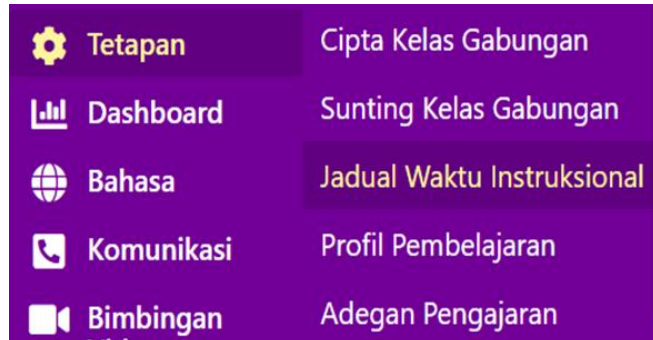 Tetapan
Dashboard
Bahasa
Komunikasi
Bimbingan
Cipta Kelas Gabungan
Sunting Kelas Gabungan
Jadual Waktu Instruksional
Profil Pembelajaran
Adegan Pengajaran